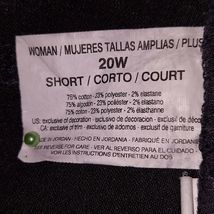 WOMAN / MUJERES TALLAS AMPLIAS / PLUS
20W
SHORT / CORTO / COURT
75% cotton - 23% polyester - 2% elastane
75% algodón - 23% poliéster - 2% elastano
75% coton - 23% polyester - 2% élasthanne
US / exclusive of decoration - exclusión de decoración - exclusif de décoration
CA / exclusive of trim - exclusión de adornos - exclusif de garniture
MADE IN JORDAN - HECHO EN JORDANIA - FABRIQUÉ EN JORDANIE
SEE REVERSE FOR CARE - VER AL REVERSO PARA EL CUIDADO
VOIR LES INSTRUCTIONS D'ENTRETIEN AU DOS